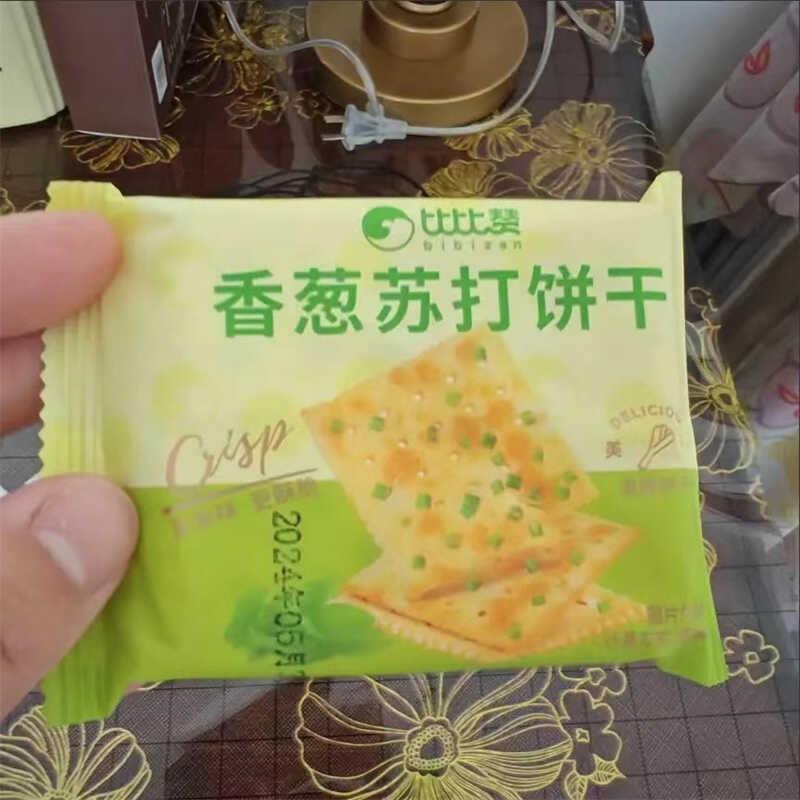 比比赞
bibizan
香葱苏打饼干
Crisp
DELICIOU
美
2024年05月